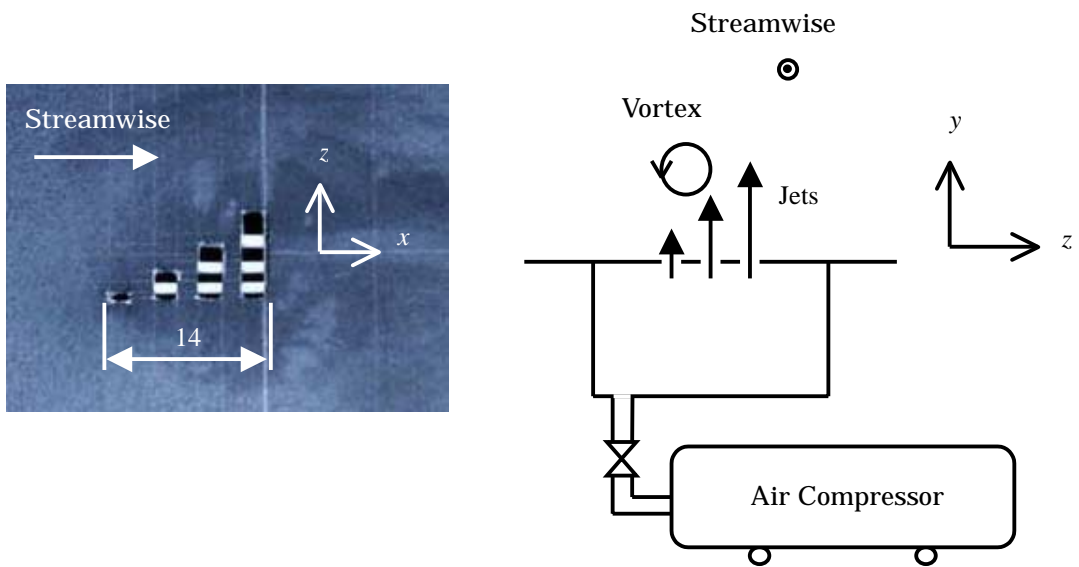 Streamwise
z
x
14
Streamwise
Vortex
Jets
y
z
Air Compressor